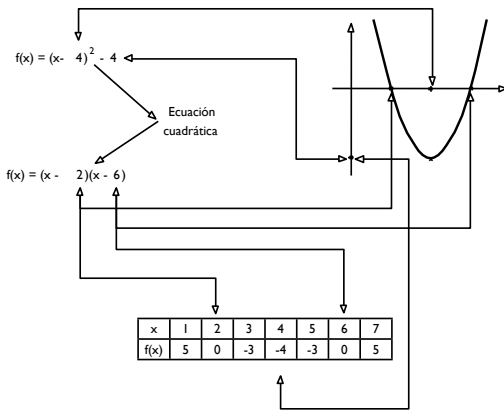 f(x) = (x- 4)² - 4
Ecuación
cuadrática
f(x) = (x - 2)(x - 6)
x 1 2 3 4 5 6 7
f(x) 5 0 -3 -4 -3 0 5